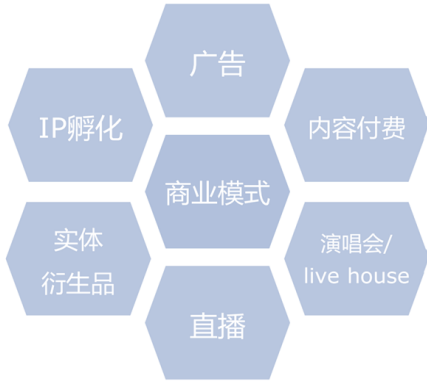 广告
IP孵化
内容付费
商业模式
实体
衍生品
演唱会/
live house
直播